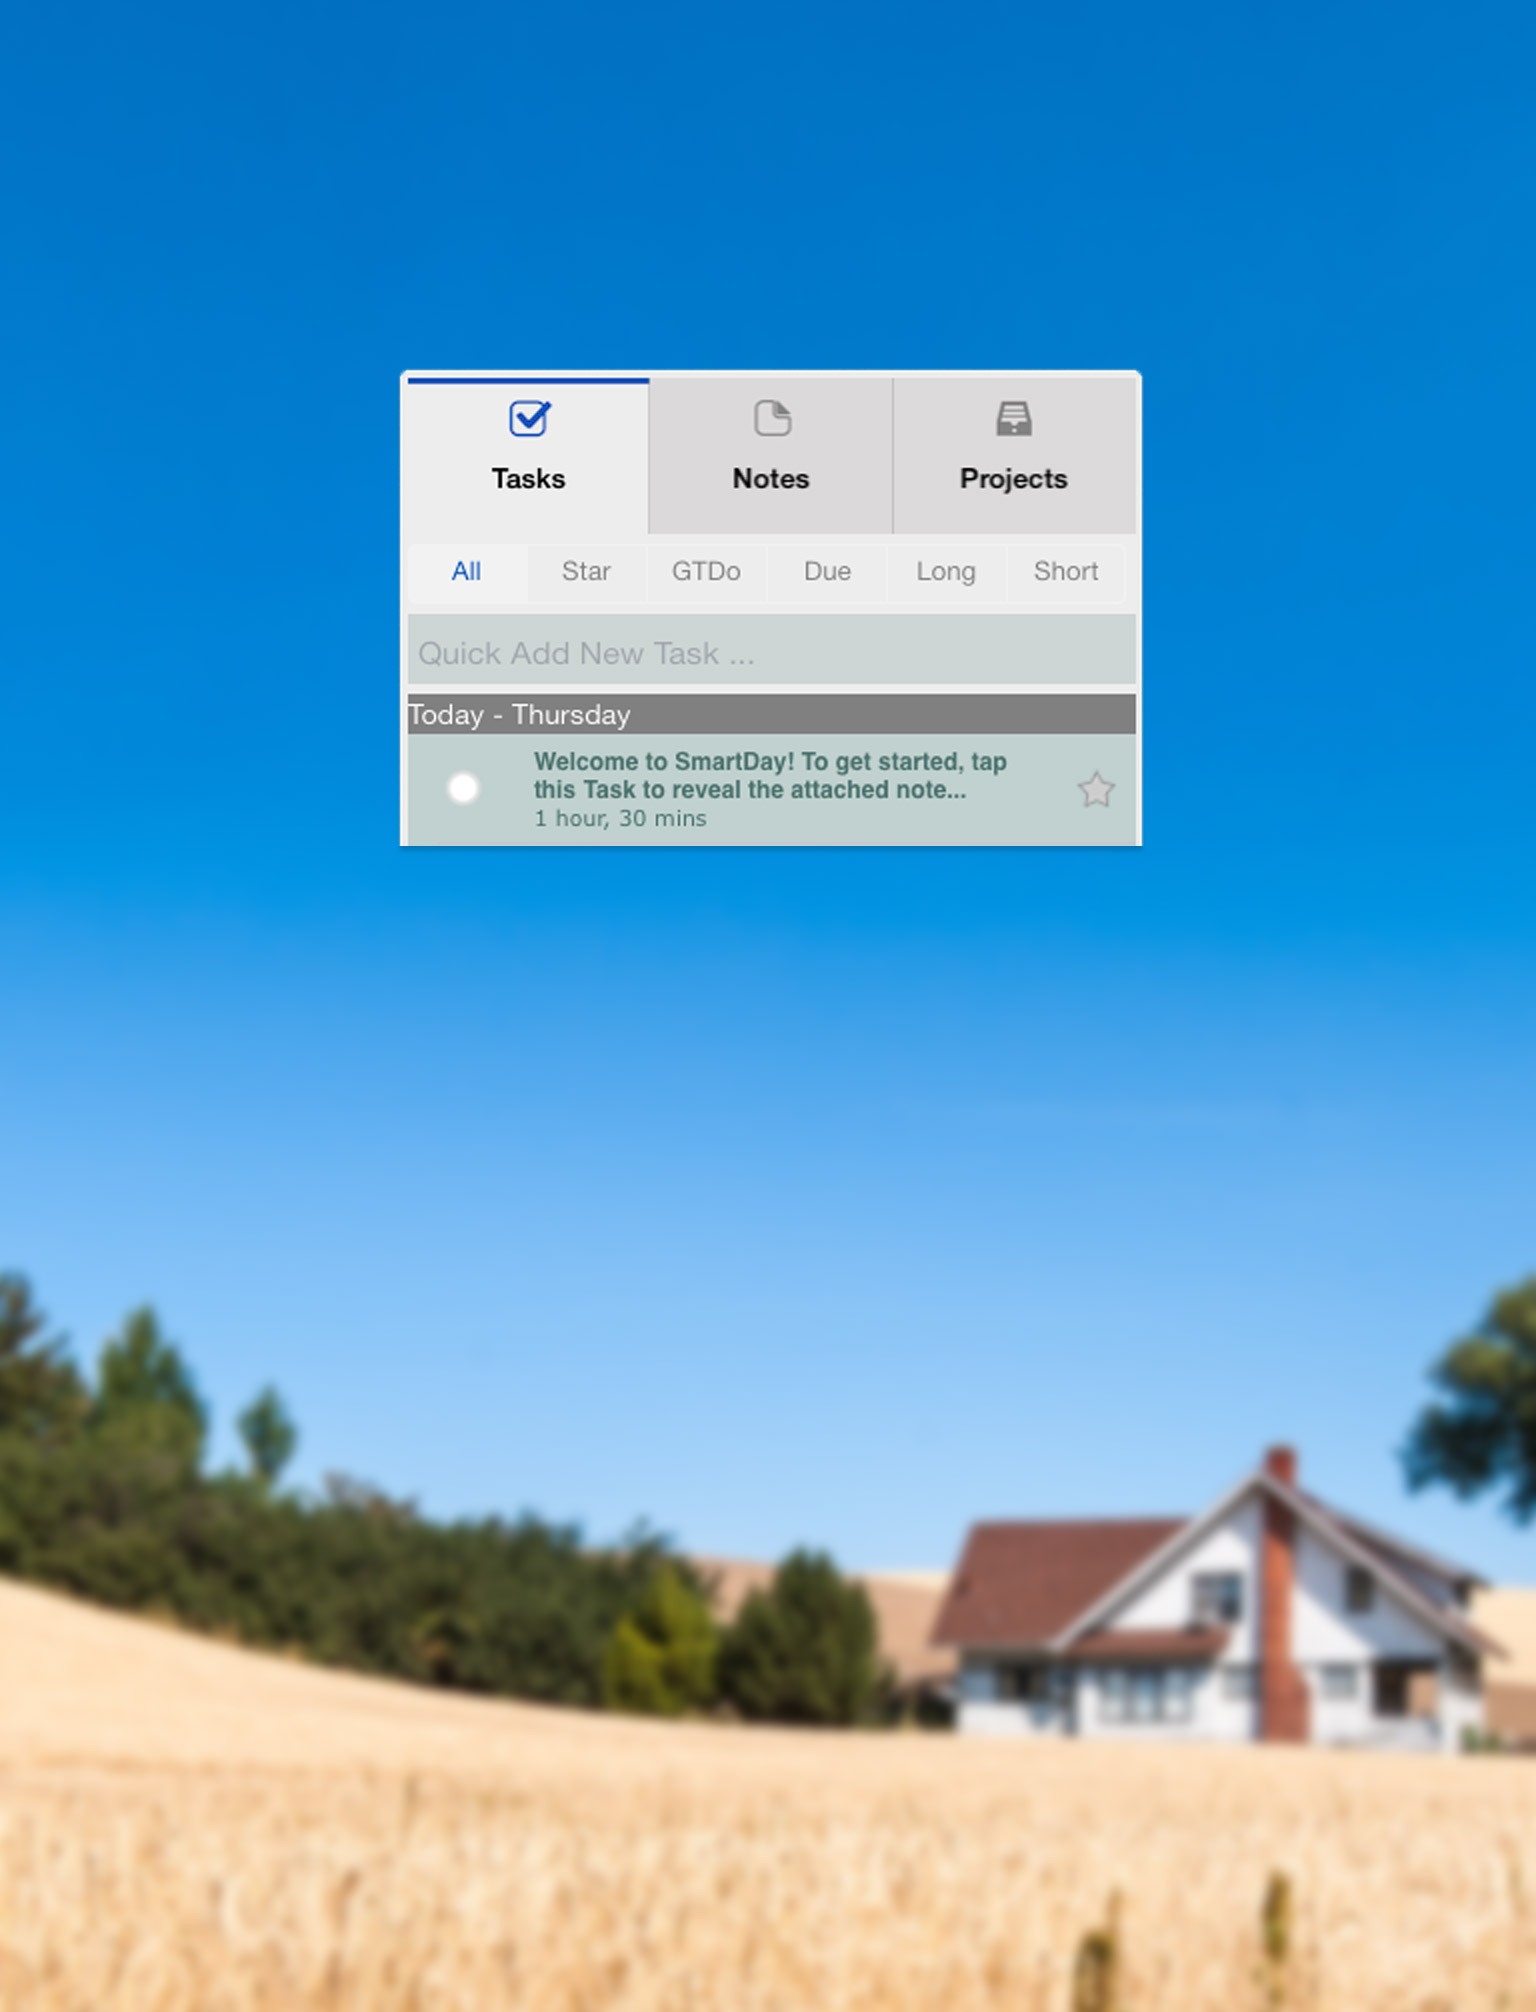 Tasks
Notes
Projects
All
Star
GTDo
Due
Long
Short
Quick Add New Task ...
Today - Thursday
Welcome to SmartDay! To get started, tap
this Task to reveal the attached note...
1 hour, 30 mins